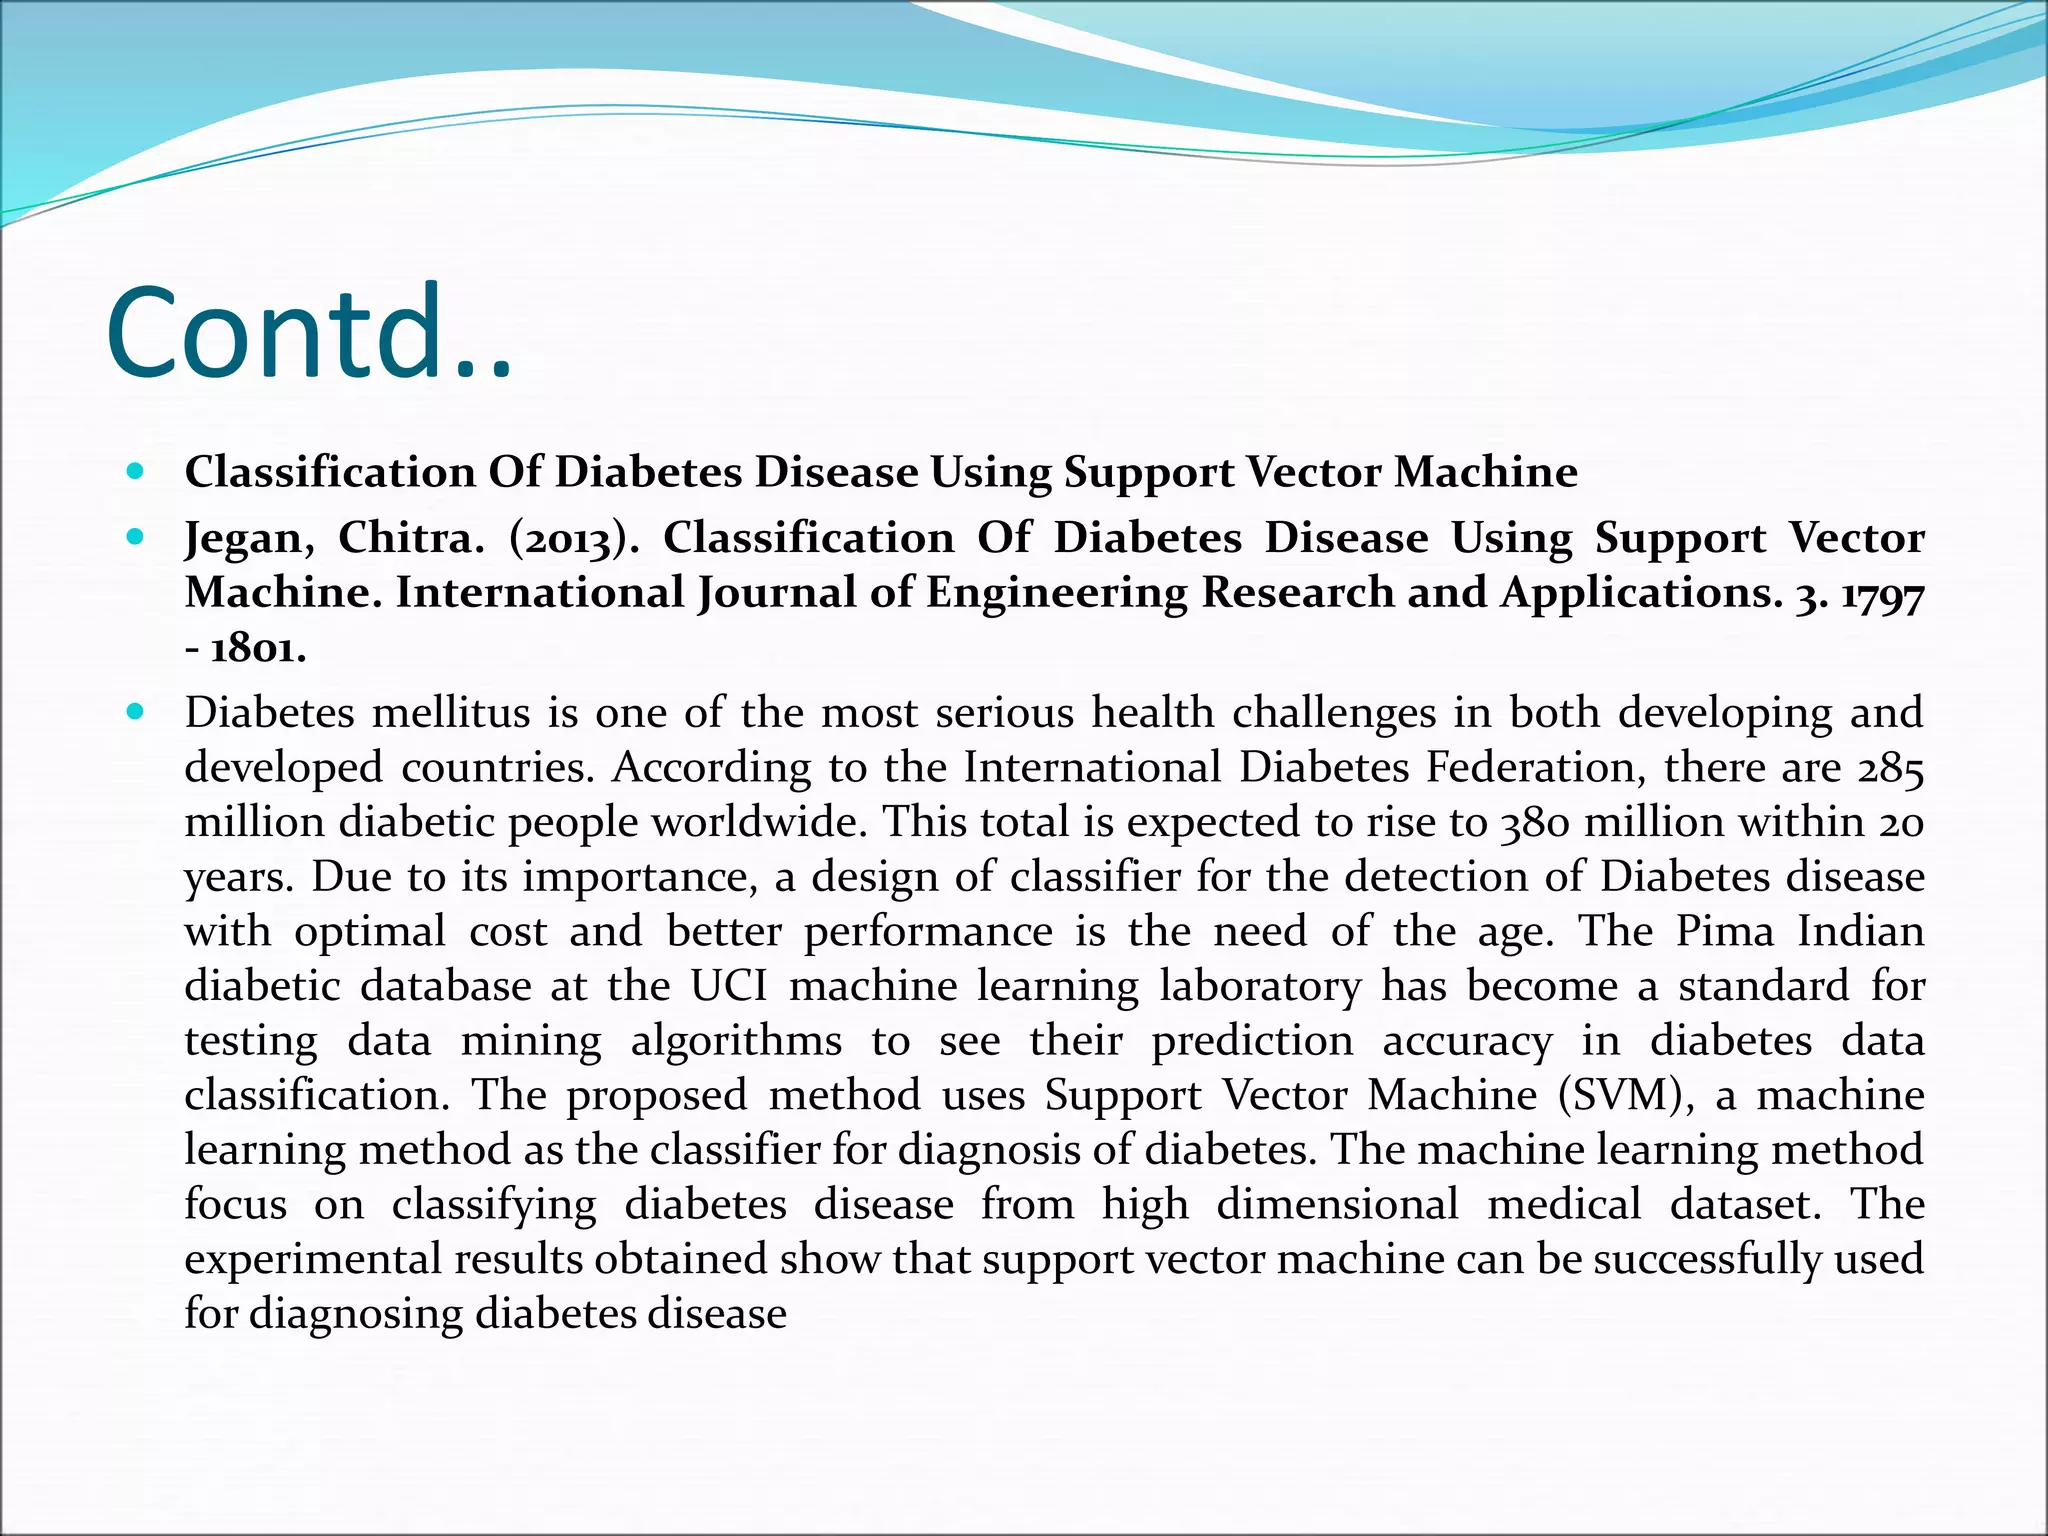 Contd..
Classification Of Diabetes Disease Using Support Vector Machine
Jegan, Chitra. (2013). Classification Of Diabetes Disease Using Support Vector
Machine. International Journal of Engineering Research and Applications. 3. 1797
- 1801.
Diabetes mellitus is one of the most serious health challenges in both developing and
developed countries. According to the International Diabetes Federation, there are 285
million diabetic people worldwide. This total is expected to rise to 380 million within 20
years. Due to its importance, a design of classifier for the detection of Diabetes disease
with optimal cost and better performance is the need of the age. The Pima Indian
diabetic database at the UCI machine learning laboratory has become a standard for
testing data mining algorithms to see their prediction accuracy in diabetes data
classification. The proposed method uses Support Vector Machine (SVM), a machine
learning method as the classifier for diagnosis of diabetes. The machine learning method
focus on classifying diabetes disease from high dimensional medical dataset. The
experimental results obtained show that support vector machine can be successfully used
for diagnosing diabetes disease